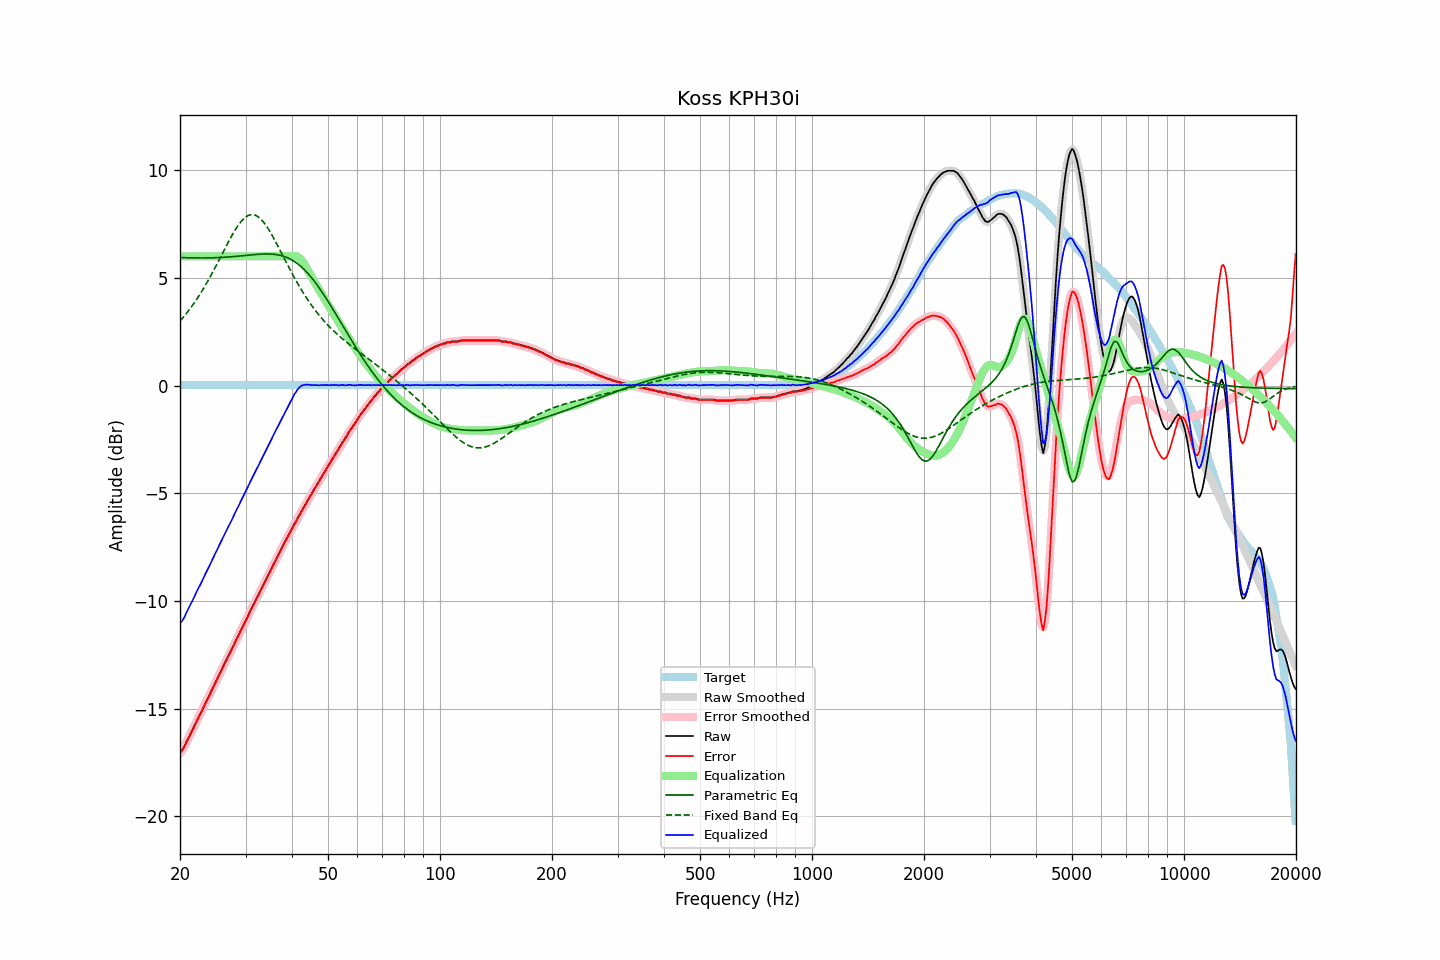 Koss KPH30i
10
5
0
−5
−10
−15
−20
Amplitude (dBr)
Target
Raw Smoothed
Error Smoothed
Raw
Error
Equalization
Parametric Eq
Fixed Band Eq
Equalized
20 50 100 200 500 1000 2000 5000 10000 20000
Frequency (Hz)